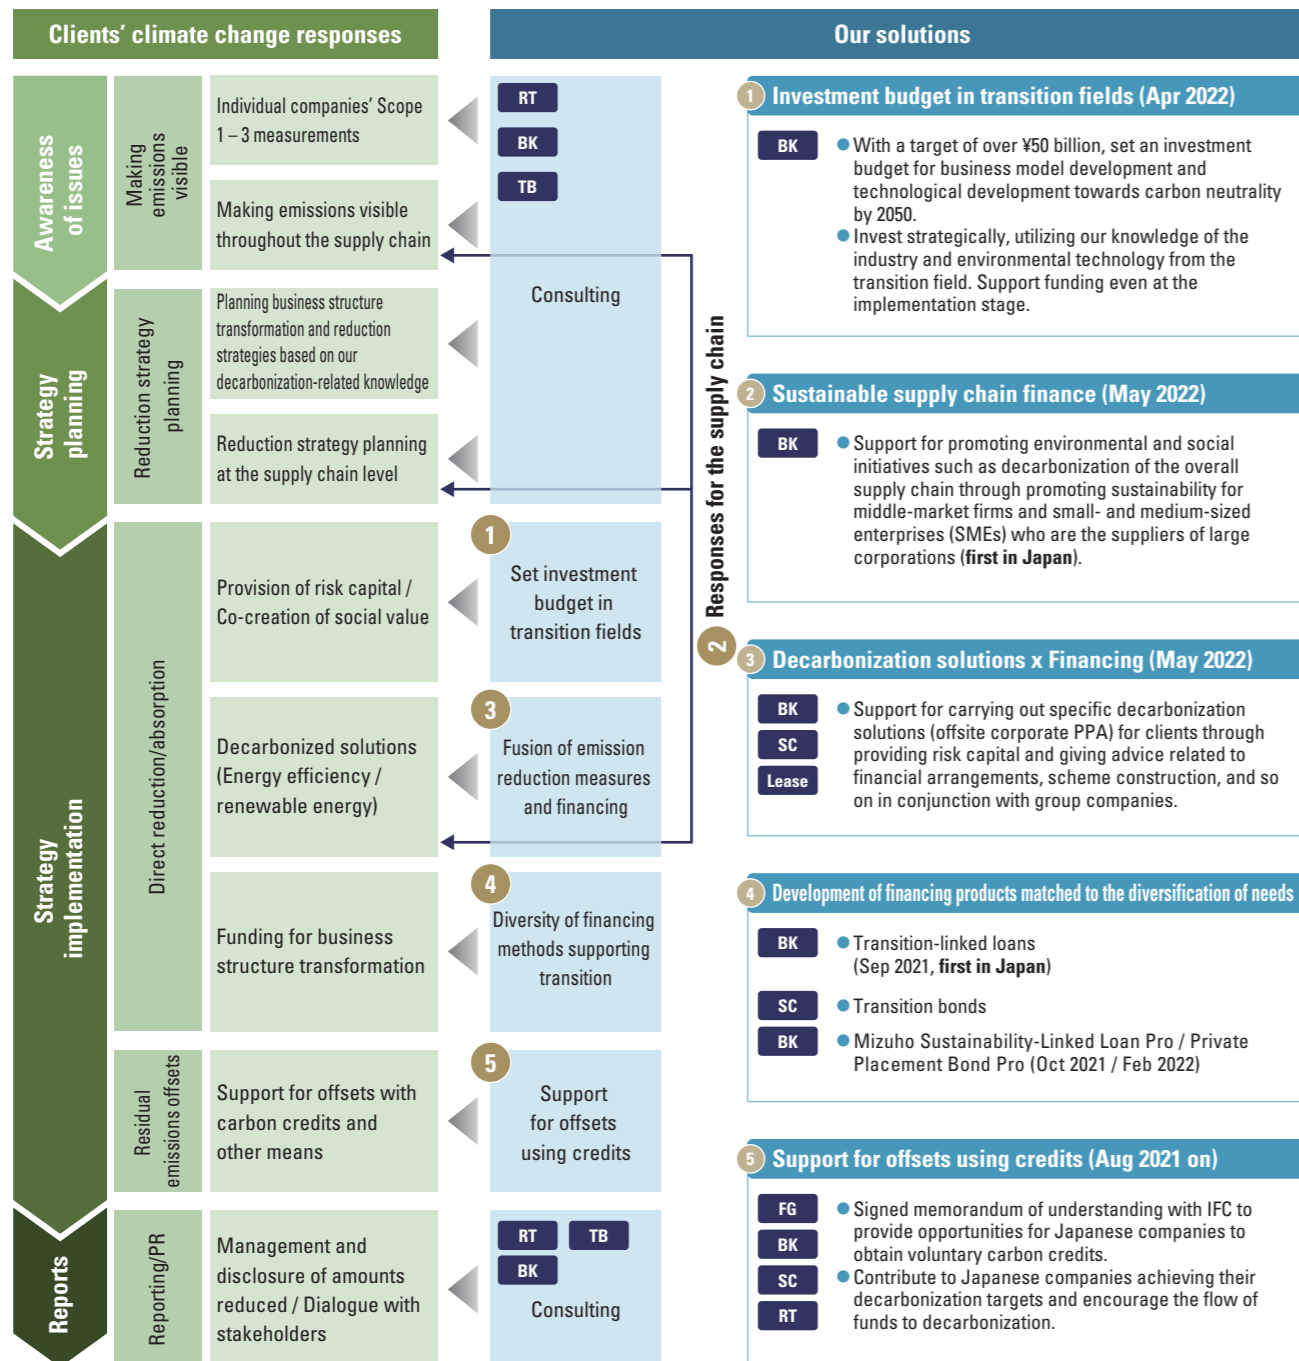 Clients' climate change responses
Our solutions
Awareness
of issues
Making
emissions
visible
Individual companies' Scope
1 – 3 measurements
Making emissions visible
throughout the supply chain
Strategy
planning
Reduction strategy
planning
Planning business structure
transformation and reduction
strategies based on our
decarbonization-related knowledge
Reduction strategy planning
at the supply chain level
Strategy
implementation
Direct reduction/absorption
Provision of risk capital /
Co-creation of social value
Decarbonized solutions
(Energy efficiency /
renewable energy)
Funding for business
structure transformation
Residual
emissions offsets
Support for offsets with
carbon credits and
other means
Reports
Reporting/PR
Management and
disclosure of amounts
reduced / Dialogue with
stakeholders
RT
BK
TB
Consulting
1
Set investment
budget in
transition fields
3
Fusion of emission
reduction measures
and financing
4
Diversity of financing
methods supporting
transition
5
Support
for offsets
using credits
RT TB
BK
Consulting
2 Responses for the supply chain
1 Investment budget in transition fields (Apr 2022)
BK
● With a target of over ¥50 billion, set an investment
budget for business model development and
technological development towards carbon neutrality
by 2050.
● Invest strategically, utilizing our knowledge of the
industry and environmental technology from the
transition field. Support funding even at the
implementation stage.
2 Sustainable supply chain finance (May 2022)
BK
● Support for promoting environmental and social
initiatives such as decarbonization of the overall
supply chain through promoting sustainability for
middle-market firms and small- and medium-sized
enterprises (SMEs) who are the suppliers of large
corporations (first in Japan).
3 Decarbonization solutions x Financing (May 2022)
BK
SC
Lease
● Support for carrying out specific decarbonization
solutions (offsite corporate PPA) for clients through
providing risk capital and giving advice related to
financial arrangements, scheme construction, and so
on in conjunction with group companies.
4 Development of financing products matched to the diversification of needs
BK ● Transition-linked loans
(Sep 2021, first in Japan)
SC ● Transition bonds
BK ● Mizuho Sustainability-Linked Loan Pro / Private
Placement Bond Pro (Oct 2021 / Feb 2022)
5 Support for offsets using credits (Aug 2021 on)
FG
BK
SC
RT
● Signed memorandum of understanding with IFC to
provide opportunities for Japanese companies to
obtain voluntary carbon credits.
● Contribute to Japanese companies achieving their
decarbonization targets and encourage the flow of
funds to decarbonization.